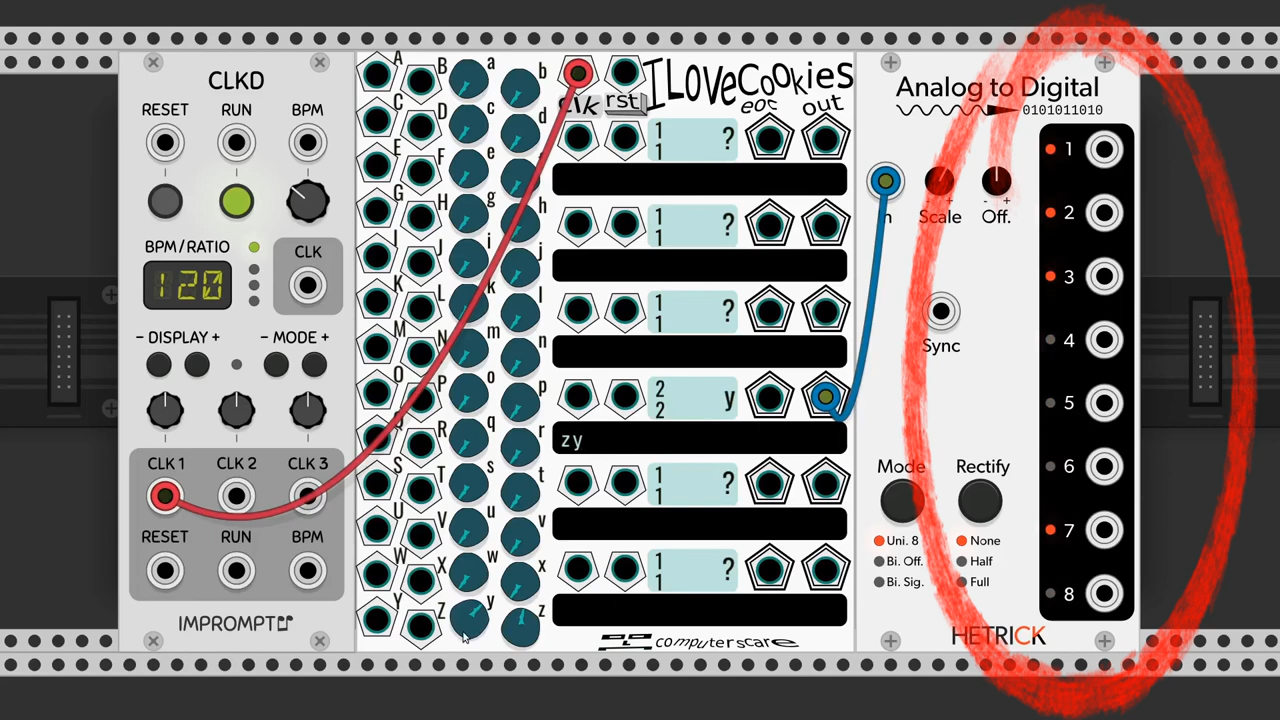 CLKD
RESET RUN BPM
BPM/RATIO
120
CLK
- DISPLAY + - MODE +
CLK 1 CLK 2 CLK 3
RESET RUN BPM
IMPROMPT
A B a b
C D c d
E F e
G H g h
I J i j
K L k l
M N m n
O P o p
Q R q r
S T s t
U V u v
W X w x
Y Z y z
ILoveCookies
clk rst eoc out
1 ?
1
1 ?
1
1 ?
1
2 y
2
zy
1 ?
1
1 ?
1
computerscare
Analog to Digital
0101011010
In
- + - +
Scale Off.
Sync
Mode Rectify
Uni. 8 None
Bi. Off. Half
Bi. Sig. Full
1
2
3
4
5
6
7
8
HETRICK